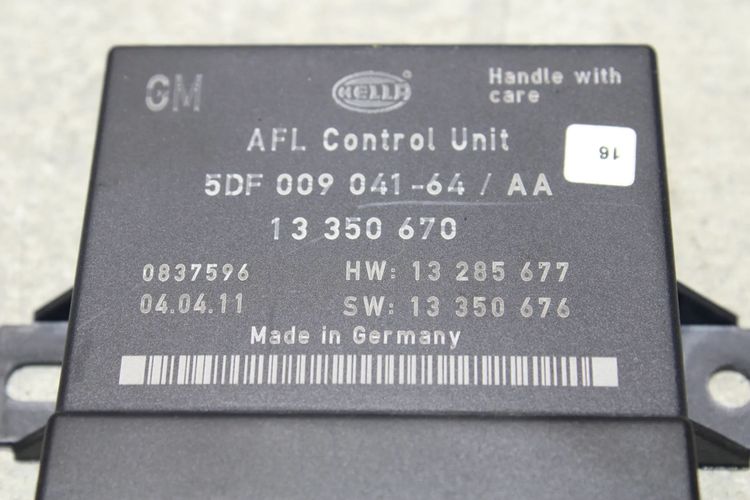 GM
HELLA ®
Handle with
care
AFL Control Unit
16
5DF 009 041-64 / AA
13 350 670
0837596
HW: 13 285 677
04.04.11
SW: 13 350 676
Made in Germany